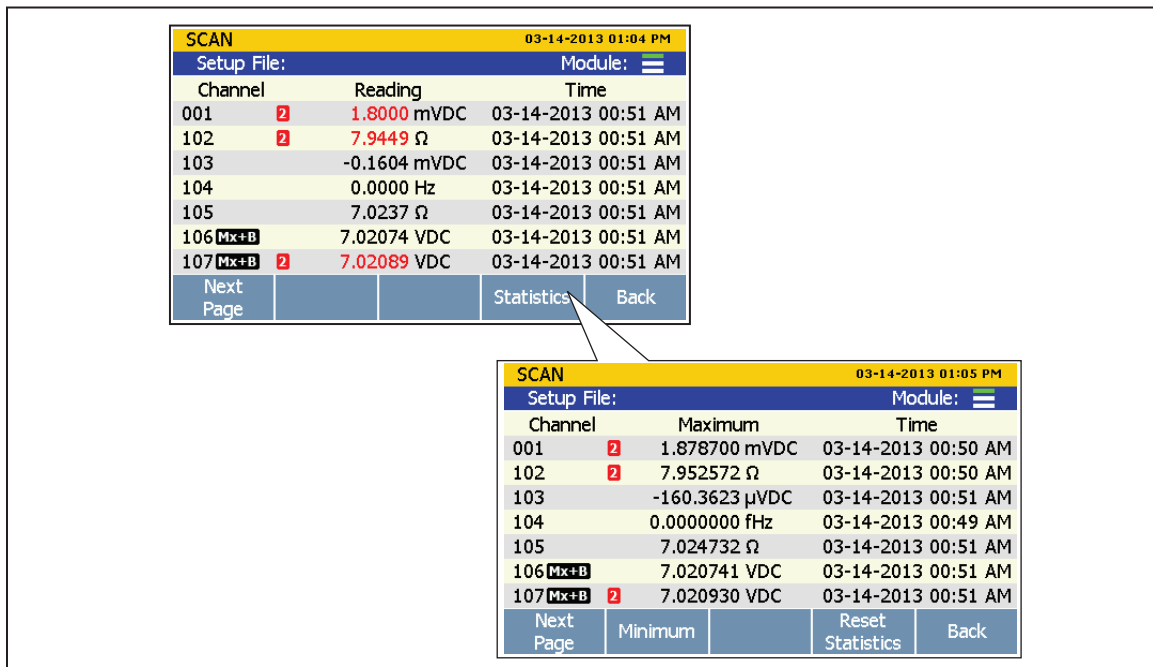 SCAN 03-14-2013 01:04 PM
Setup File: Module:
Channel Reading Time
001 2 1.8000 mVDC 03-14-2013 00:51 AM
102 2 7.9449 Ω 03-14-2013 00:51 AM
103 -0.1604 mVDC 03-14-2013 00:51 AM
104 0.0000 Hz 03-14-2013 00:51 AM
105 7.0237 Ω 03-14-2013 00:51 AM
106 Mx+B 7.02074 VDC 03-14-2013 00:51 AM
107 Mx+B 2 7.02089 VDC 03-14-2013 00:51 AM
Next Page Statistics Back
SCAN 03-14-2013 01:05 PM
Setup File: Module:
Channel Maximum Time
001 2 1.878700 mVDC 03-14-2013 00:50 AM
102 2 7.952572 Ω 03-14-2013 00:50 AM
103 -160.3623 µVDC 03-14-2013 00:51 AM
104 0.0000000 fHz 03-14-2013 00:49 AM
105 7.024732 Ω 03-14-2013 00:51 AM
106 Mx+B 7.020741 VDC 03-14-2013 00:51 AM
107 Mx+B 2 7.020930 VDC 03-14-2013 00:51 AM
Next Page Minimum Reset Statistics Back